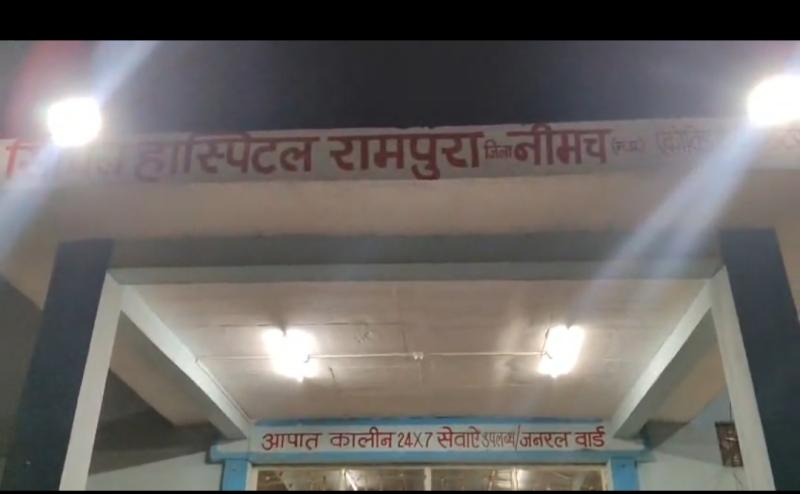 सिविल हास्पिटल रामपुरा जिला नीमच (म.प्र.)
आपात कालीन 24X7 सेवाऐं उपलब्ध/जनरल वार्ड